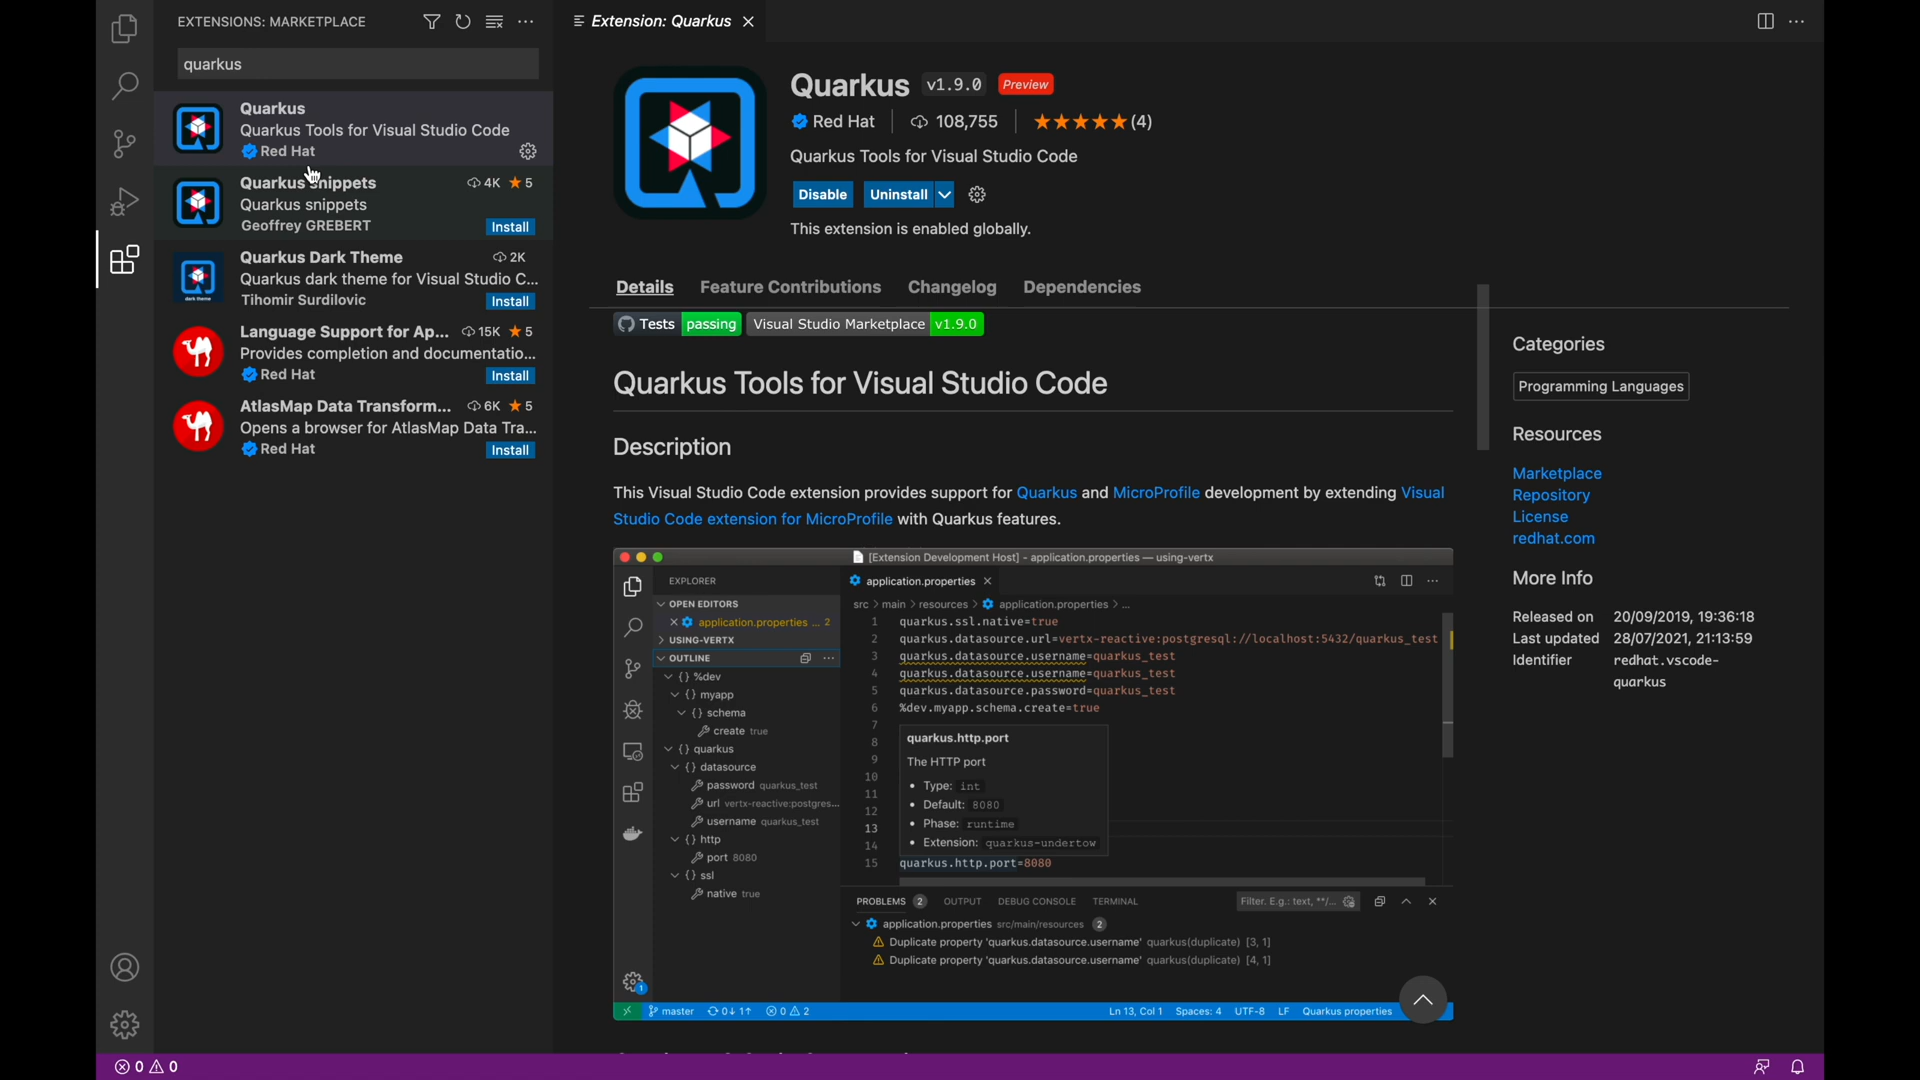 EXTENSIONS: MARKETPLACE
quarkus
Quarkus
Quarkus Tools for Visual Studio Code
Red Hat
Quarkus snippets 4K 5
Quarkus snippets
Geoffrey GREBERT Install
Quarkus Dark Theme 2K
Quarkus dark theme for Visual Studio C...
Tihomir Surdilovic Install
dark theme
Language Support for Ap... 15K 5
Provides completion and documentatio...
Red Hat Install
AtlasMap Data Transform... 6K 5
Opens a browser for AtlasMap Data Tra...
Red Hat Install
Extension: Quarkus
Quarkus v1.9.0 Preview
Red Hat 108,755 (4)
Quarkus Tools for Visual Studio Code
Disable Uninstall
This extension is enabled globally.
Details Feature Contributions Changelog Dependencies
Tests passing Visual Studio Marketplace v1.9.0
Quarkus Tools for Visual Studio Code
Description
This Visual Studio Code extension provides support for Quarkus and MicroProfile development by extending Visual
Studio Code extension for MicroProfile with Quarkus features.
[Extension Development Host] - application.properties — using-vertx
EXPLORER
OPEN EDITORS
application.properties ... 2
USING-VERTX
OUTLINE
{} %dev
{} myapp
{} schema
create true
{} quarkus
{} datasource
password quarkus_test
url vertx-reactive:postgres...
username quarkus_test
{} http
port 8080
{} ssl
native true
application.properties
src > main > resources > application.properties > ...
1 quarkus.ssl.native=true
2 quarkus.datasource.url=vertx-reactive:postgresql://localhost:5432/quarkus_test
3 quarkus.datasource.username=quarkus_test
4 quarkus.datasource.username=quarkus_test
5 quarkus.datasource.password=quarkus_test
6 %dev.myapp.schema.create=true
7
8 quarkus.http.port
9 The HTTP port
10 • Type: int
11 • Default: 8080
12
13 • Phase: runtime
14 • Extension: quarkus-undertow
15 quarkus.http.port=8080
PROBLEMS 2 OUTPUT DEBUG CONSOLE TERMINAL Filter. E.g.: text, **/...
application.properties src/main/resources 2
Duplicate property 'quarkus.datasource.username' quarkus(duplicate) [3, 1]
Duplicate property 'quarkus.datasource.username' quarkus(duplicate) [4, 1]
1
master 0↓ 1↑ 0 2 Ln 13, Col 1 Spaces: 4 UTF-8 LF Quarkus properties
Categories
Programming Languages
Resources
Marketplace
Repository
License
redhat.com
More Info
Released on 20/09/2019, 19:36:18
Last updated 28/07/2021, 21:13:59
Identifier redhat.vscode-
quarkus
0 0